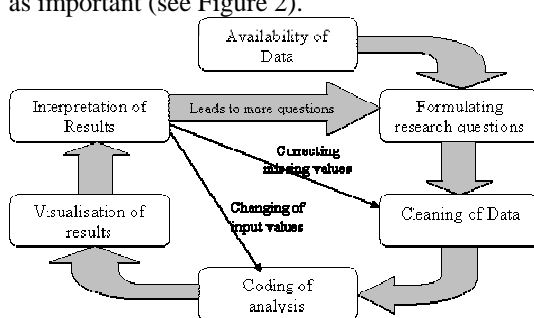 as important (see Figure 2).
Availability of
Data
Interpretation of
Results
Leads to more questions
Formulating
research questions
Correcting
missing values
Visualisation of
results
Changing of
input values
Cleaning of Data
Coding of
analysis